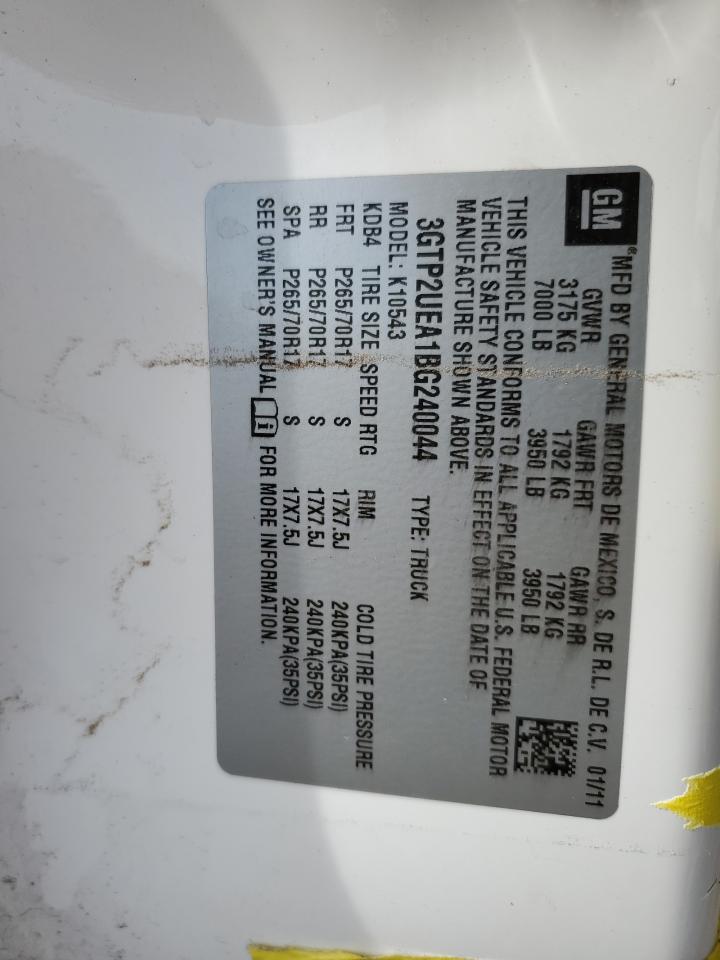 GM
®MFD BY GENERAL MOTORS DE MEXICO, S. DE R.L. DE C.V. 01/11
GVWR GAWR FRT GAWR RR
3175 KG 1792 KG 1792 KG
7000 LB 3950 LB 3950 LB
THIS VEHICLE CONFORMS TO ALL APPLICABLE U.S. FEDERAL MOTOR
VEHICLE SAFETY STANDARDS IN EFFECT ON THE DATE OF
MANUFACTURE SHOWN ABOVE.
3GTP2UEA1BG240044 TYPE: TRUCK
MODEL: K10543
KDB4 TIRE SIZE SPEED RTG RIM COLD TIRE PRESSURE
FRT P265/70R17 S 17X7.5J 240KPA(35PSI)
RR P265/70R17 S 17X7.5J 240KPA(35PSI)
SPA P265/70R17 S 17X7.5J 240KPA(35PSI)
SEE OWNER'S MANUAL FOR MORE INFORMATION.